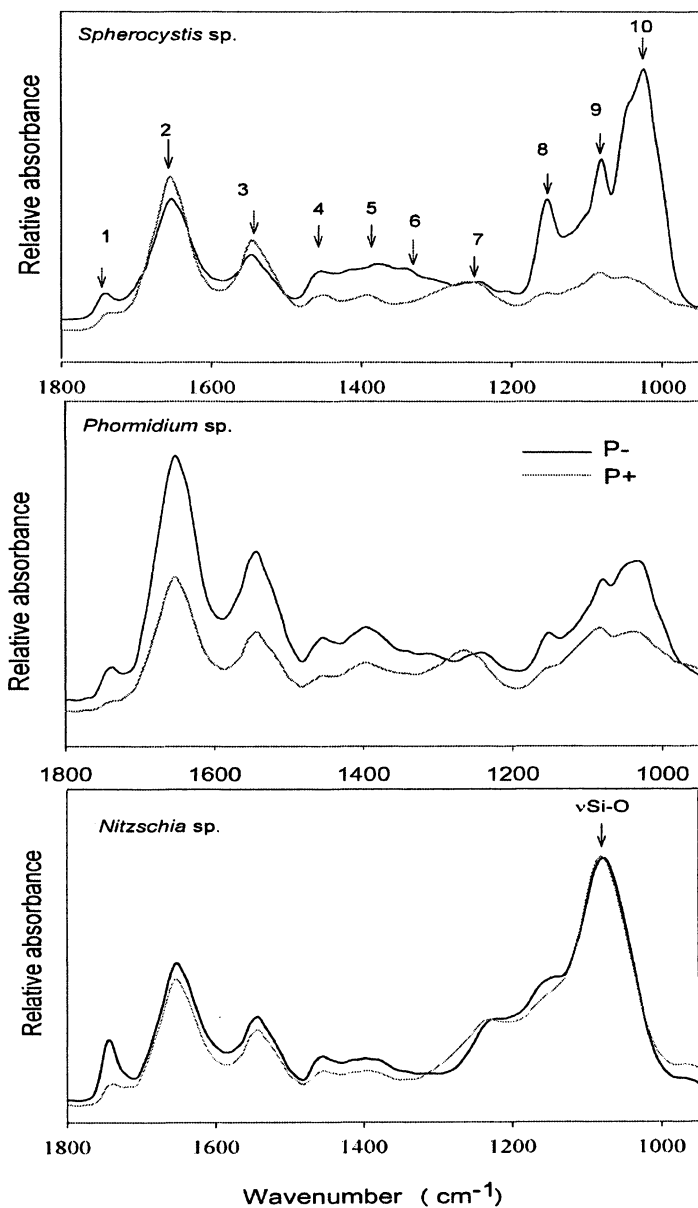 Spherocystis sp.
10
2
9
8
3
4
5
6
7
1
Relative absorbance
1800 1600 1400 1200 1000
Phormidium sp.
P-
P+
Relative absorbance
1800 1600 1400 1200 1000
νSi-O
Nitzschia sp.
Relative absorbance
1800 1600 1400 1200 1000
Wavenumber ( cm-1)